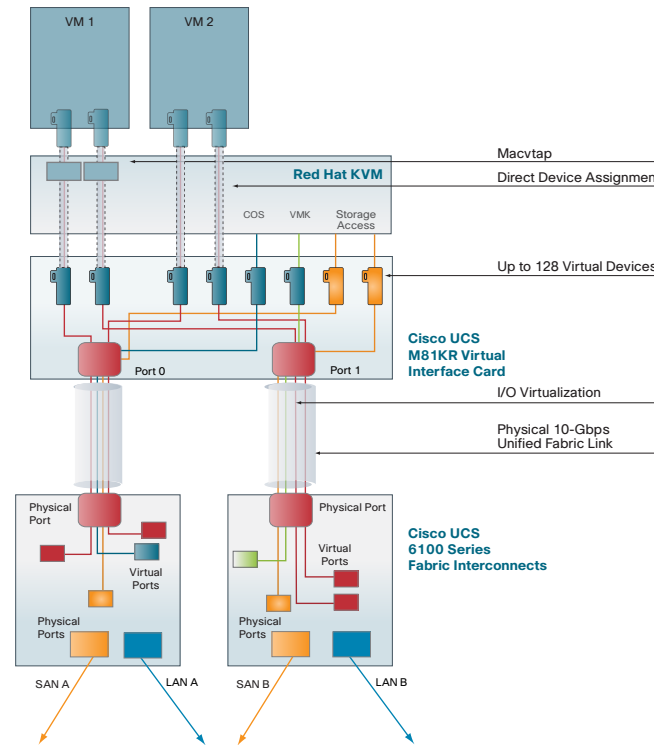 VM 1
VM 2
Macvtap
Red Hat KVM
Direct Device Assignmen
COS
VMK
Storage
Access
Up to 128 Virtual Devices
Cisco UCS
M81KR Virtual
Interface Card
Port 0
Port 1
I/O Virtualization
Physical 10-Gbps
Unified Fabric Link
Physical
Port
Physical Port
Cisco UCS
6100 Series
Fabric Interconnects
Virtual
Ports
Virtual
Ports
Physical
Ports
Physical
Ports
SAN A
LAN A
SAN B
LAN B